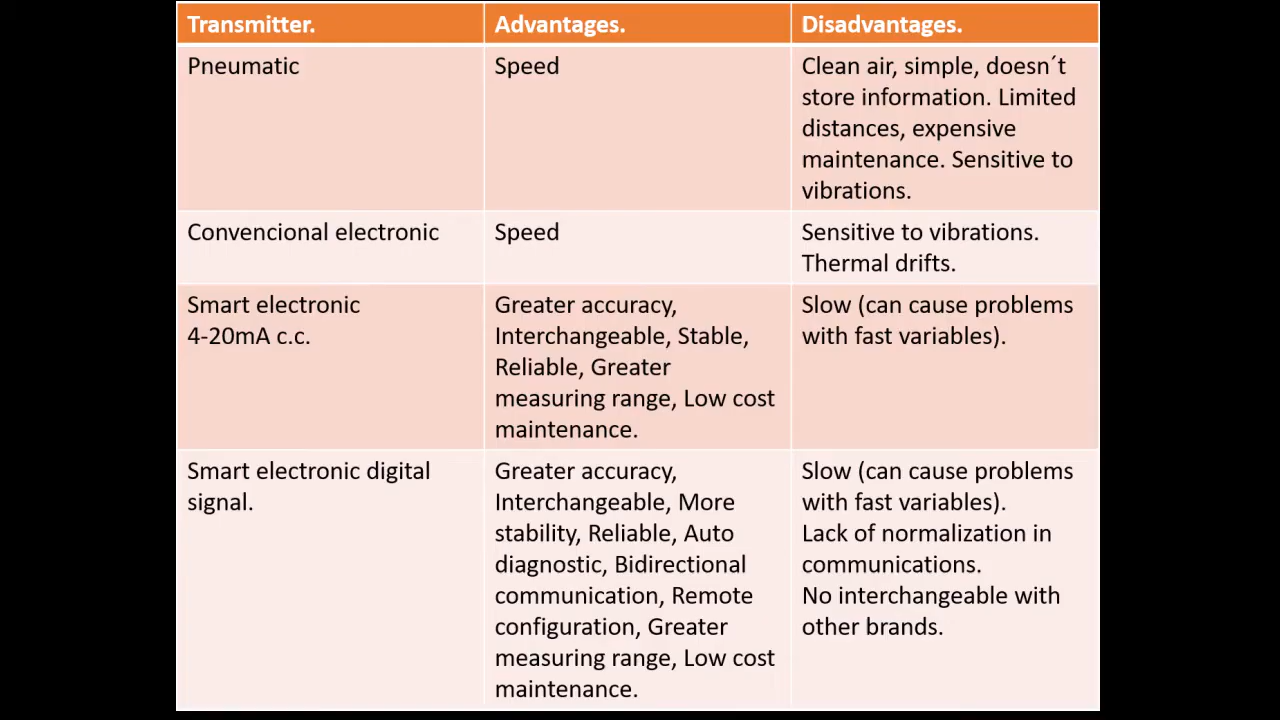 Transmitter.
Advantages.
Disadvantages.
Pneumatic
Speed
Clean air, simple, doesn´t
store information. Limited
distances, expensive
maintenance. Sensitive to
vibrations.
Convencional electronic
Speed
Sensitive to vibrations.
Thermal drifts.
Smart electronic
4-20mA c.c.
Greater accuracy,
Interchangeable, Stable,
Reliable, Greater
measuring range, Low cost
maintenance.
Slow (can cause problems
with fast variables).
Smart electronic digital
signal.
Greater accuracy,
Interchangeable, More
stability, Reliable, Auto
diagnostic, Bidirectional
communication, Remote
configuration, Greater
measuring range, Low cost
maintenance.
Slow (can cause problems
with fast variables).
Lack of normalization in
communications.
No interchangeable with
other brands.